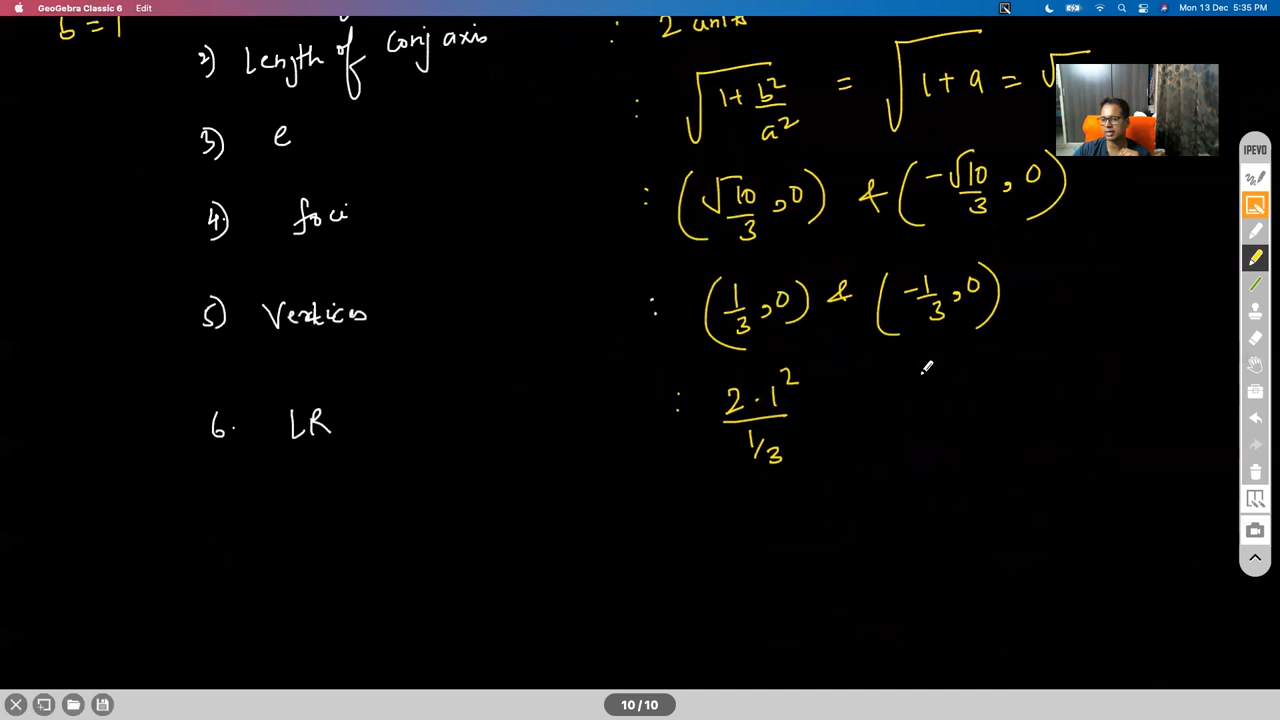 GeoGebra Classic 6 Edit Mon 13 Dec 5:35 PM
IPEVO
b = 1
2) Length of conj axis : 2 units
3) e : √(1 + b²/a²) = √(1 + 9) = √
4) foci : (√10/3, 0) & (-√10/3, 0)
5) Vertices : (1/3, 0) & (-1/3, 0)
6. LR : 2·1²/(1/3)
10 / 10